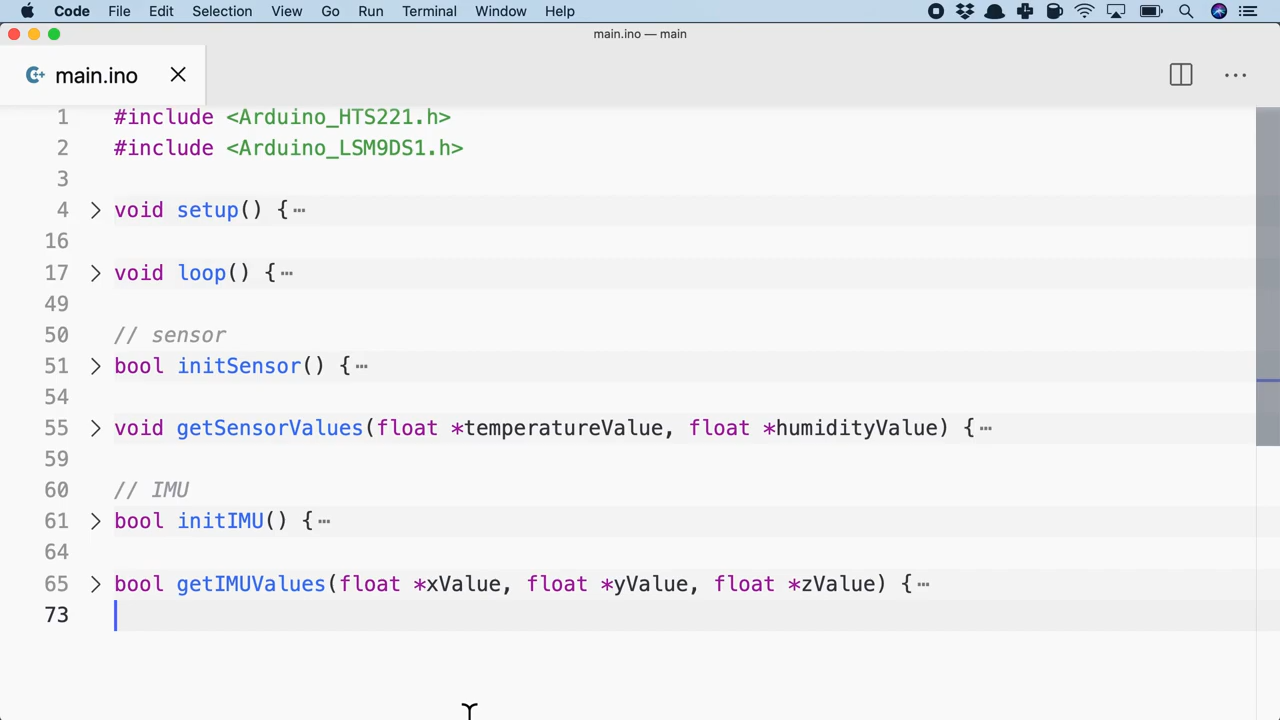 Code File Edit Selection View Go Run Terminal Window Help
main.ino — main
main.ino
1 #include <Arduino_HTS221.h>
2 #include <Arduino_LSM9DS1.h>
3
4 void setup() {⋯
16
17 void loop() {⋯
49
50 // sensor
51 bool initSensor() {⋯
54
55 void getSensorValues(float *temperatureValue, float *humidityValue) {⋯
59
60 // IMU
61 bool initIMU() {⋯
64
65 bool getIMUValues(float *xValue, float *yValue, float *zValue) {⋯
73